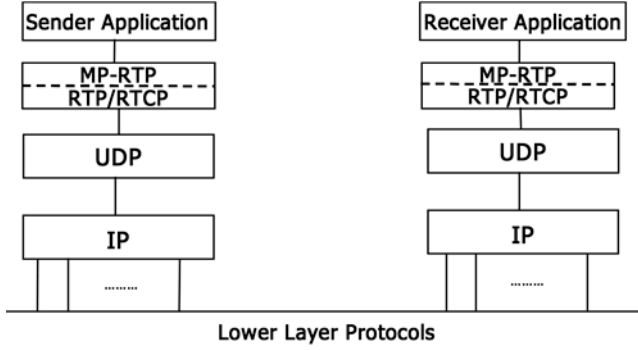 Sender Application
MP-RTP
RTP/RTCP
UDP
IP
.........
Receiver Application
MP-RTP
RTP/RTCP
UDP
IP
.........
Lower Layer Protocols